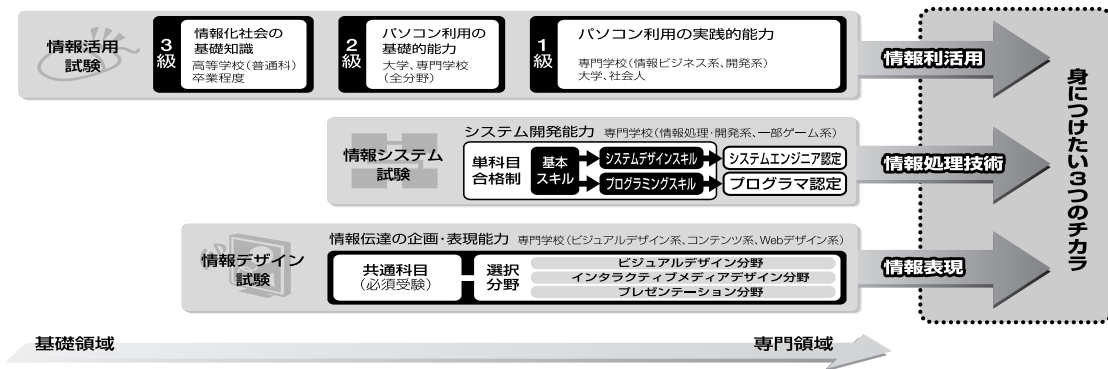 情報活用
試験
3級
情報化社会の
基礎知識
高等学校(普通科)
卒業程度
2級
パソコン利用の
基礎的能力
大学、専門学校
(全分野)
1級
パソコン利用の実践的能力
専門学校(情報ビジネス系、開発系)
大学、社会人
情報利活用
情報システム
試験
システム開発能力 専門学校(情報処理・開発系、一部ゲーム系)
単科目
合格制
基本
スキル
システムデザインスキル
システムエンジニア認定
プログラミングスキル
プログラマ認定
情報処理技術
情報デザイン
試験
情報伝達の企画・表現能力 専門学校(ビジュアルデザイン系、コンテンツ系、Webデザイン系)
共通科目
(必須受験)
選択
分野
ビジュアルデザイン分野
インタラクティブメディアデザイン分野
プレゼンテーション分野
情報表現
身につけたい3つのチカラ
基礎領域
専門領域